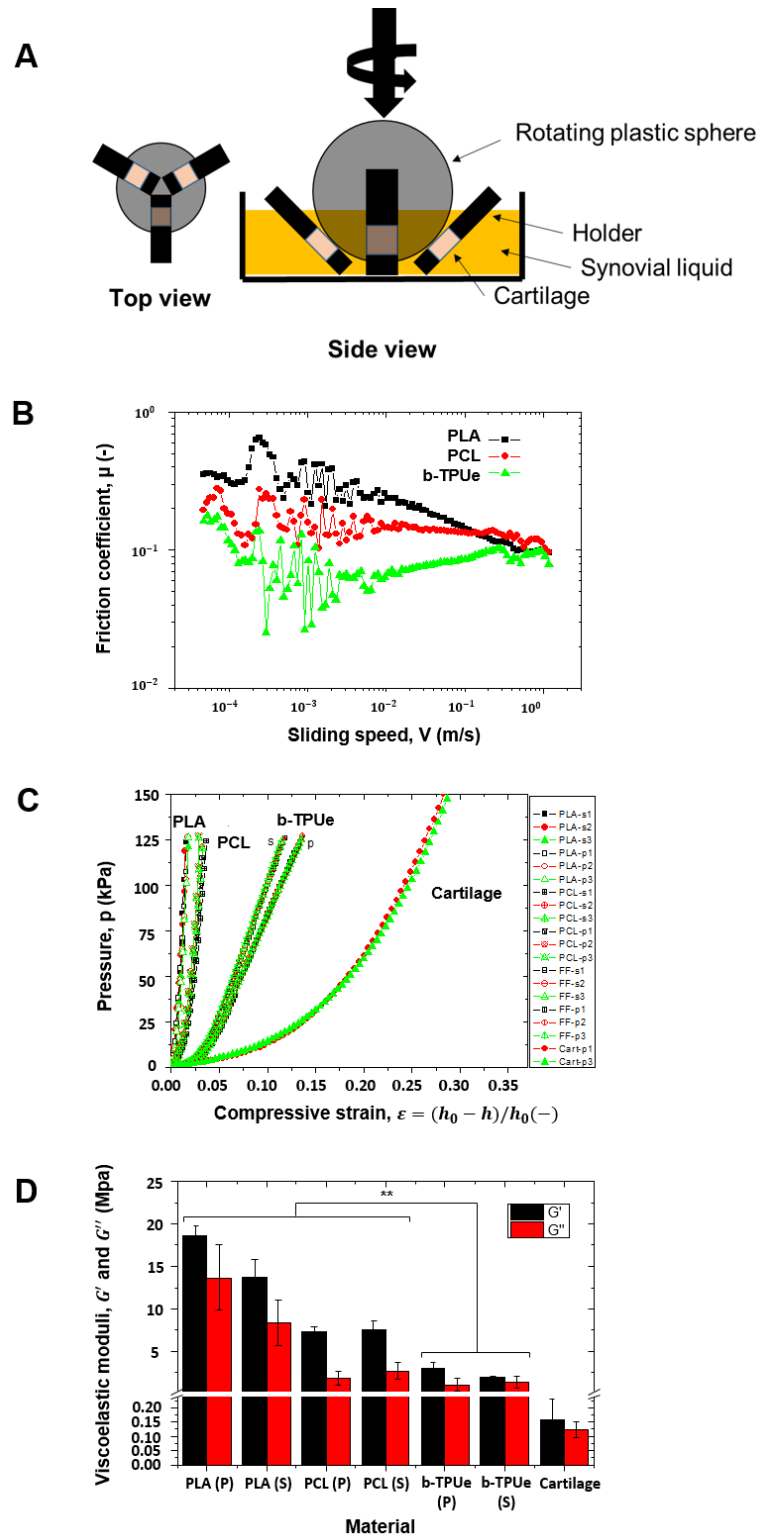 A
Rotating plastic sphere
Holder
Synovial liquid
Cartilage
Top view
Side view
B
10⁰
10⁻¹
10⁻²
Friction coefficient, μ (-)
PLA
PCL
b-TPUe
10⁻⁴
10⁻³
10⁻²
10⁻¹
10⁰
Sliding speed, V (m/s)
C
150
125
100
75
50
25
0
Pressure, p (kPa)
PLA
PCL
b-TPUe
s
p
Cartilage
PLA-s1
PLA-s2
PLA-s3
PLA-p1
PLA-p2
PLA-p3
PCL-s1
PCL-s2
PCL-s3
PCL-p1
PCL-p2
PCL-p3
FF-s1
FF-s2
FF-s3
FF-p1
FF-p2
FF-p3
Cart-p1
Cart-p3
0.00 0.05 0.10 0.15 0.20 0.25 0.30 0.35
Compressive strain, ε = (h₀ − h)/h₀(−)
D
25
20
15
10
5
0.20
0.15
0.10
0.05
0.00
Viscoelastic moduli, G' and G'' (Mpa)
**
G'
G''
PLA (P) PLA (S) PCL (P) PCL (S) b-TPUe (P) b-TPUe (S) Cartilage
Material